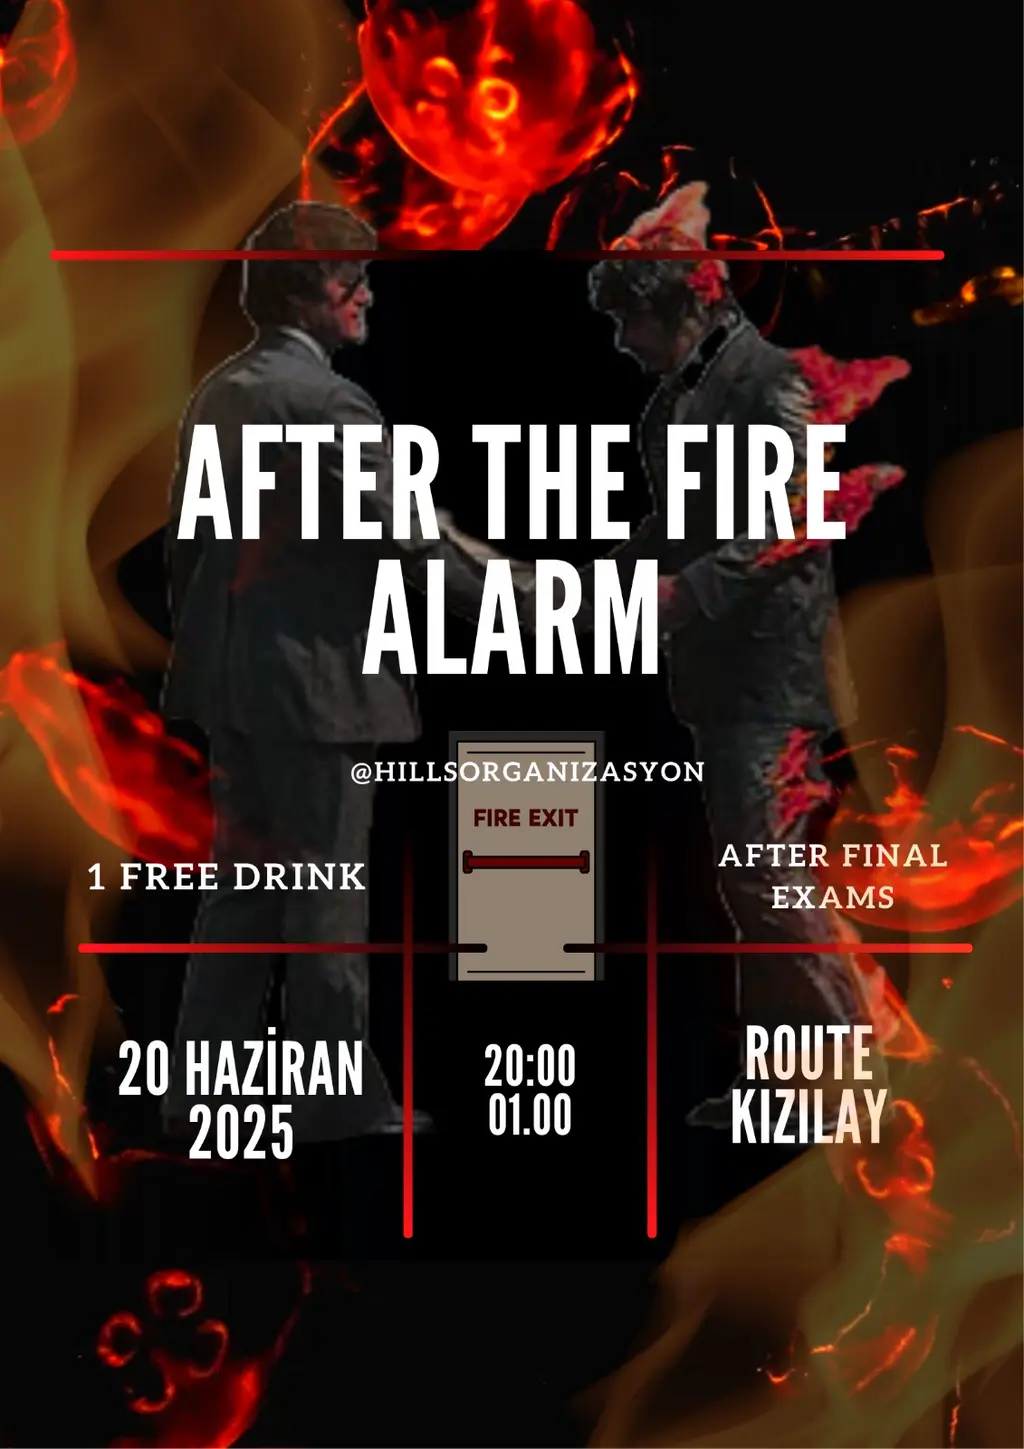 AFTER THE FIRE
ALARM
@HILLSORGANIZASYON
FIRE EXIT
1 FREE DRINK
AFTER FINAL
EXAMS
20 HAZİRAN
2025
20:00
01.00
ROUTE
KIZILAY